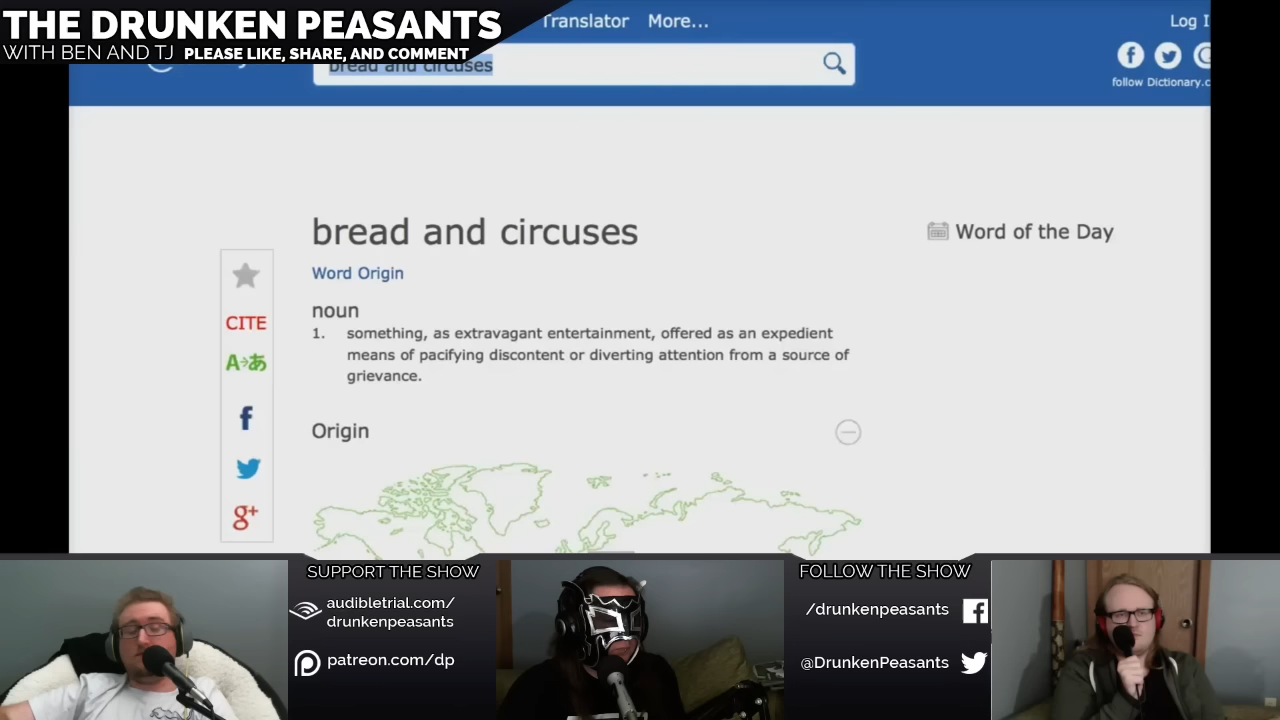 THE DRUNKEN PEASANTS
WITH BEN AND TJ PLEASE LIKE, SHARE, AND COMMENT
Translator More...
Log I
bread and circuses
follow Dictionary.c
bread and circuses
Word of the Day
Word Origin
noun
1. something, as extravagant entertainment, offered as an expedient
means of pacifying discontent or diverting attention from a source of
grievance.
CITE
A→あ
f
g+
Origin
SUPPORT THE SHOW
audibletrial.com/
drunkenpeasants
patreon.com/dp
FOLLOW THE SHOW
/drunkenpeasants
@DrunkenPeasants